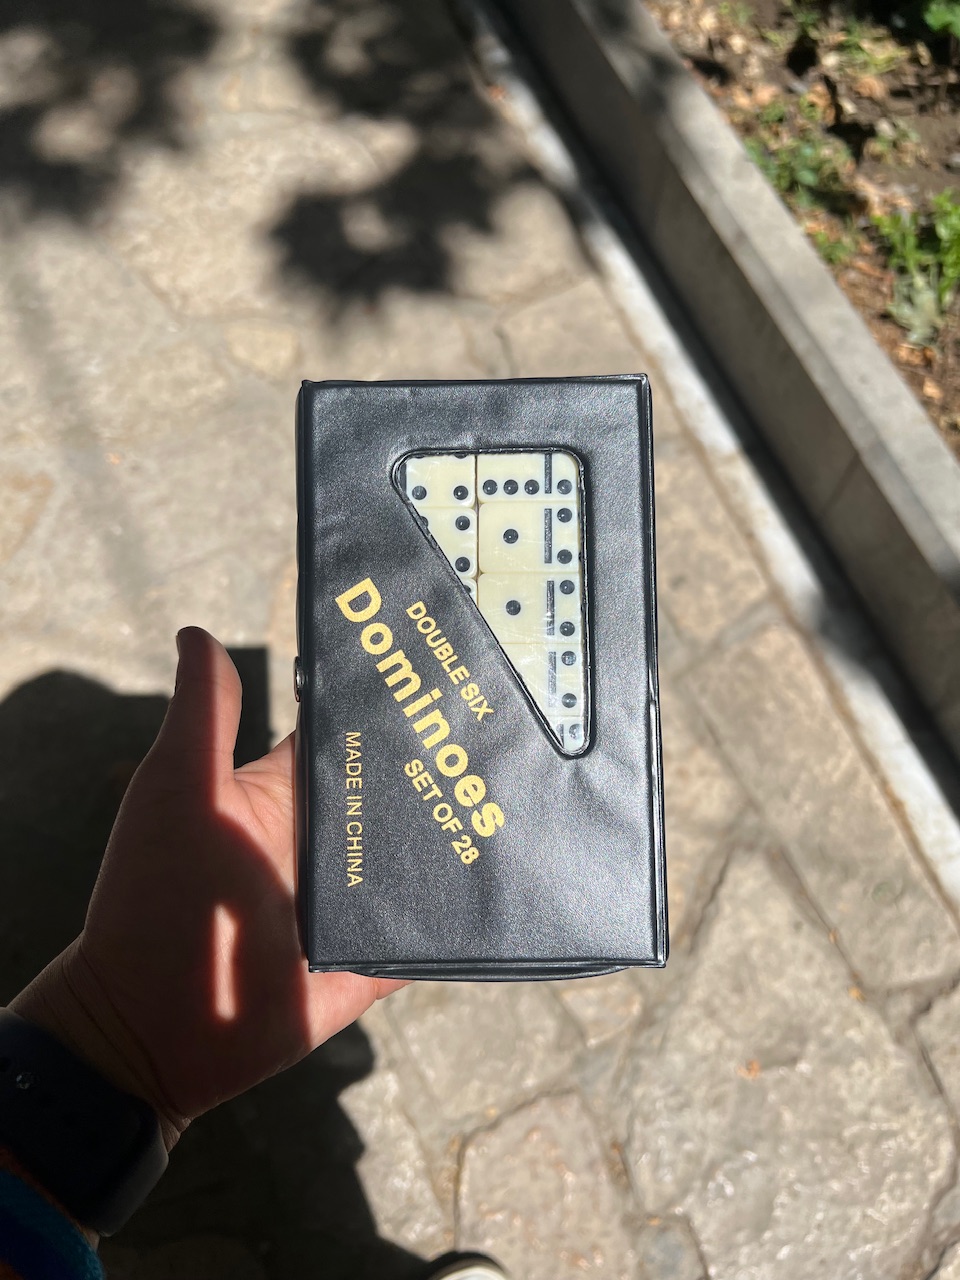 DOUBLE SIX
Dominoes
SET OF 28
MADE IN CHINA